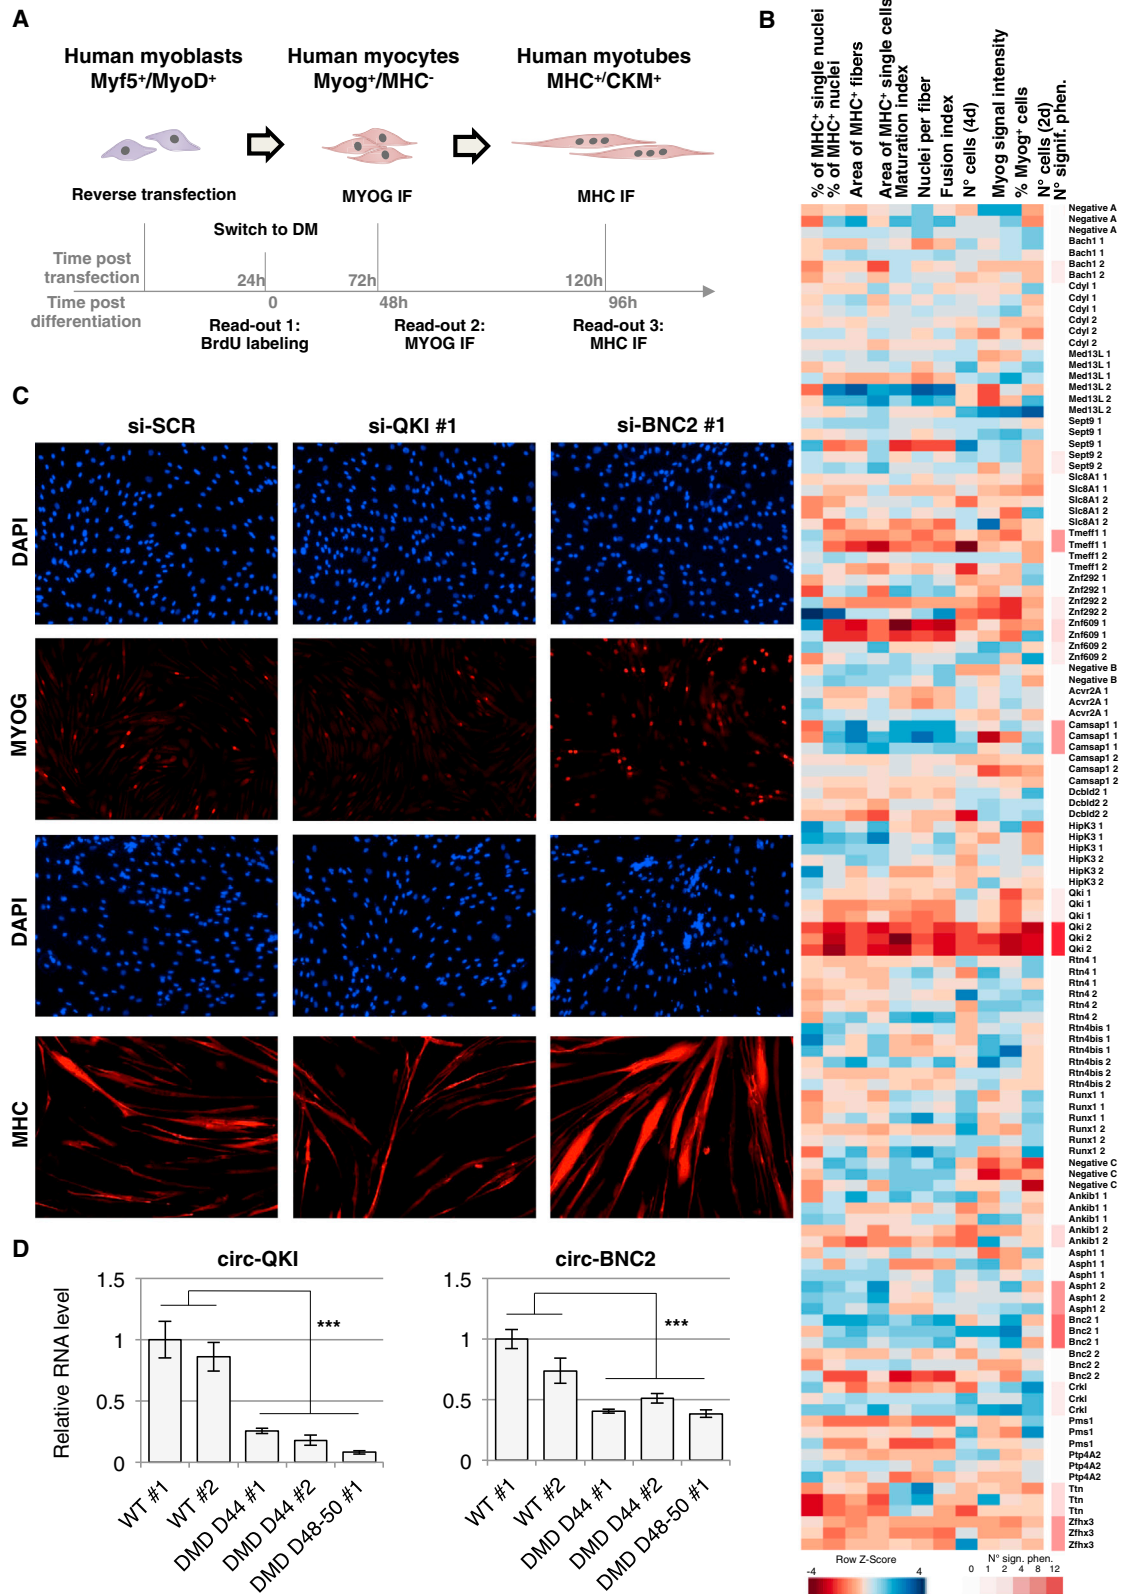 A
Human myoblasts
Myf5+/MyoD+
Human myocytes
Myog+/MHC-
Human myotubes
MHC+/CKM+
Reverse transfection
MYOG IF
MHC IF
Switch to DM
Time post
transfection
24h
72h
120h
Time post
differentiation
0
48h
96h
Read-out 1:
BrdU labeling
Read-out 2:
MYOG IF
Read-out 3:
MHC IF
B
% of MHC+ single nuclei
% of MHC+ nuclei
Area of MHC+ fibers
Area of MHC+ single cells
Maturation index
Nuclei per fiber
Fusion index
N° cells (4d)
Myog signal intensity
% Myog+ cells
N° cells (2d)
N° signif. phen.
Negative A
Negative A
Negative A
Bach1 1
Bach1 1
Bach1 2
Bach1 2
Cdyl 1
Cdyl 1
Cdyl 1
Cdyl 2
Cdyl 2
Cdyl 2
Med13L 1
Med13L 1
Med13L 1
Med13L 2
Med13L 2
Med13L 2
Sept9 1
Sept9 1
Sept9 1
Sept9 2
Sept9 2
Slc8A1 1
Slc8A1 1
Slc8A1 2
Slc8A1 2
Slc8A1 2
Tmeff1 1
Tmeff1 1
Tmeff1 2
Tmeff1 2
Znf292 1
Znf292 1
Znf292 2
Znf292 2
Znf609 1
Znf609 1
Znf609 2
Znf609 2
Negative B
Negative B
Acvr2A 1
Acvr2A 1
Acvr2A 1
Camsap1 1
Camsap1 1
Camsap1 1
Camsap1 2
Camsap1 2
Camsap1 2
Dcbld2 1
Dcbld2 2
Dcbld2 2
HipK3 1
HipK3 1
HipK3 1
HipK3 2
HipK3 2
HipK3 2
Qki 1
Qki 1
Qki 1
Qki 2
Qki 2
Qki 2
Rtn4 1
Rtn4 1
Rtn4 1
Rtn4 2
Rtn4 2
Rtn4 2
Rtn4bis 1
Rtn4bis 1
Rtn4bis 1
Rtn4bis 2
Rtn4bis 2
Rtn4bis 2
Runx1 1
Runx1 1
Runx1 1
Runx1 2
Runx1 2
Runx1 2
Negative C
Negative C
Negative C
Ankib1 1
Ankib1 1
Ankib1 1
Ankib1 2
Ankib1 2
Asph1 1
Asph1 1
Asph1 1
Asph1 2
Asph1 2
Asph1 2
Bnc2 1
Bnc2 1
Bnc2 1
Bnc2 2
Bnc2 2
Bnc2 2
Crkl
Crkl
Crkl
Pms1
Pms1
Pms1
Ptp4A2
Ptp4A2
Ptp4A2
Ttn
Ttn
Ttn
Zfhx3
Zfhx3
Zfhx3
Row Z-Score
-4
4
N° sign. phen.
0 1 2 4 8 12
C
si-SCR
si-QKI #1
si-BNC2 #1
DAPI
MYOG
DAPI
MHC
D
circ-QKI
Relative RNA level
1.5
1
0.5
0
***
WT #1
WT #2
DMD D44 #1
DMD D44 #2
DMD D48-50 #1
circ-BNC2
1.5
1
0.5
0
***
WT #1
WT #2
DMD D44 #1
DMD D44 #2
DMD D48-50 #1